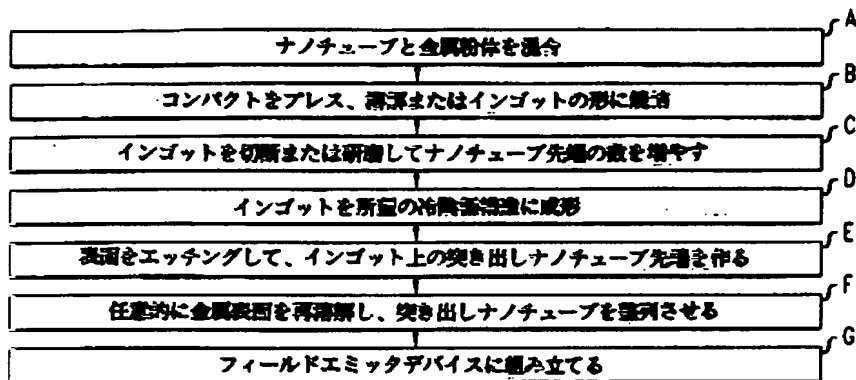 A
ナノチューブと金属粉体を混合
B
コンパクトをプレス、薄源またはインゴットの形に鍛造
C
インゴットを切断または研磨してナノチューブ先端の数を増やす
D
インゴットを所望の冷陰極構造に成形
E
表面をエッチングして、インゴット上の突き出しナノチューブ先端を作る
F
任意的に金属表面を再溶解し、突き出しナノチューブを整列させる
G
フィールドエミッタデバイスに組み立てる